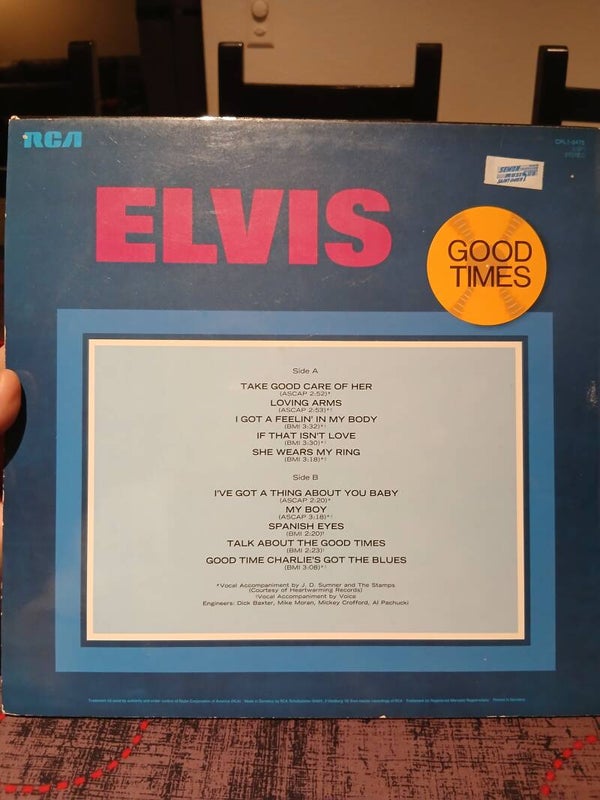 RCA
CPL1-0475
STEREO
ELVIS
GOOD
TIMES
Side A
TAKE GOOD CARE OF HER
(ASCAP 2:52)*
LOVING ARMS
(ASCAP 2:53)*†
I GOT A FEELIN' IN MY BODY
(BMI 3:32)*†
IF THAT ISN'T LOVE
(BMI 3:30)*†
SHE WEARS MY RING
(BMI 3:18)*†
Side B
I'VE GOT A THING ABOUT YOU BABY
(ASCAP 2:20)*
MY BOY
(ASCAP 3:18)*†
SPANISH EYES
(BMI 2:20)†
TALK ABOUT THE GOOD TIMES
(BMI 2:23)†
GOOD TIME CHARLIE'S GOT THE BLUES
(BMI 3:08)*†
*Vocal Accompaniment by J. D. Sumner and The Stamps
(Courtesy of Heartwarming Records)
†Vocal Accompaniment by Voice
Engineers: Dick Baxter, Mike Moran, Mickey Crofford, Al Pachucki